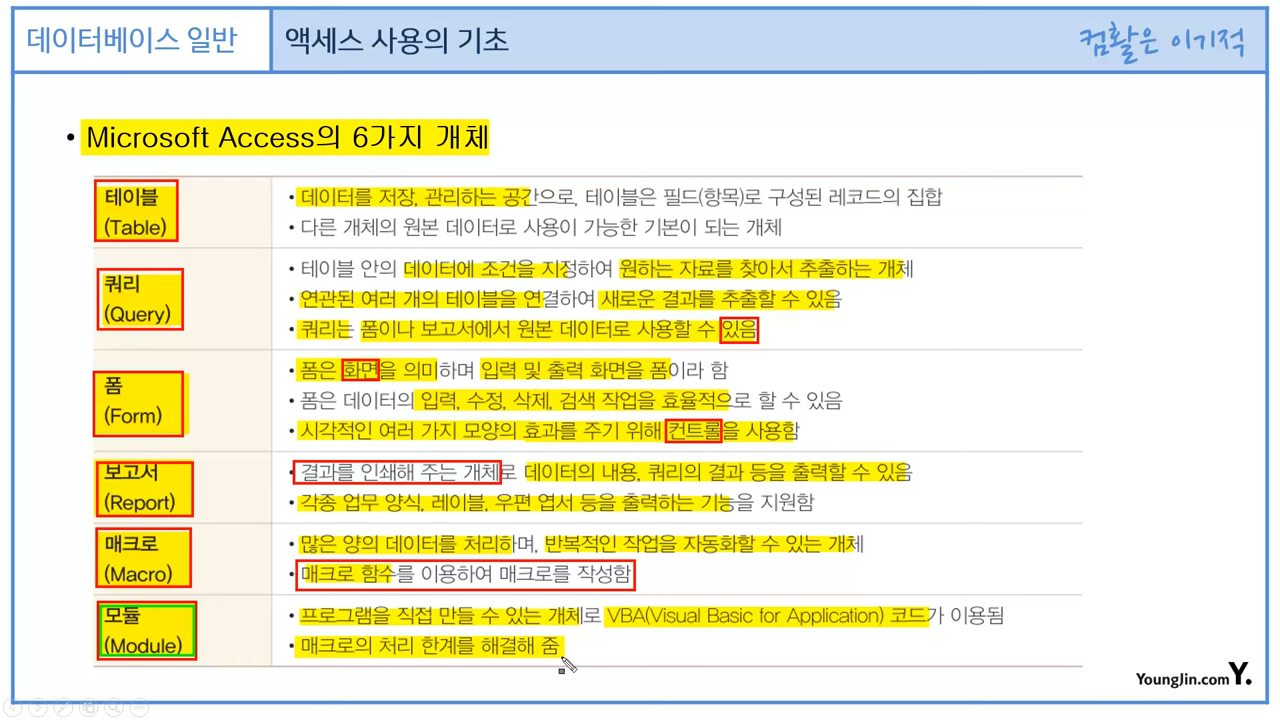 데이터베이스 일반
액세스 사용의 기초
컴활은 이기적
• Microsoft Access의 6가지 개체
테이블
(Table)
• 데이터를 저장, 관리하는 공간으로, 테이블은 필드(항목)로 구성된 레코드의 집합
• 다른 개체의 원본 데이터로 사용이 가능한 기본이 되는 개체
쿼리
(Query)
• 테이블 안의 데이터에 조건을 지정하여 원하는 자료를 찾아서 추출하는 개체
• 연관된 여러 개의 테이블을 연결하여 새로운 결과를 추출할 수 있음
• 쿼리는 폼이나 보고서에서 원본 데이터로 사용할 수 있음
폼
(Form)
• 폼은 화면을 의미하며 입력 및 출력 화면을 폼이라 함
• 폼은 데이터의 입력, 수정, 삭제, 검색 작업을 효율적으로 할 수 있음
• 시각적인 여러 가지 모양의 효과를 주기 위해 컨트롤을 사용함
보고서
(Report)
• 결과를 인쇄해 주는 개체로 데이터의 내용, 쿼리의 결과 등을 출력할 수 있음
• 각종 업무 양식, 레이블, 우편 엽서 등을 출력하는 기능을 지원함
매크로
(Macro)
• 많은 양의 데이터를 처리하며, 반복적인 작업을 자동화할 수 있는 개체
• 매크로 함수를 이용하여 매크로를 작성함
모듈
(Module)
• 프로그램을 직접 만들 수 있는 개체로 VBA(Visual Basic for Application) 코드가 이용됨
• 매크로의 처리 한계를 해결해 줌
YoungJin.com Y.